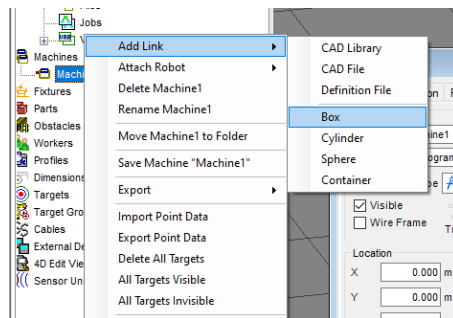 Jobs
Machines
Fixtures
Parts
Obstacles
Workers
Profiles
Dimensions
Targets
Target Gro
Cables
External De
4D Edit Vie
Sensor Un
Add Link
Attach Robot
Delete Machine1
Rename Machine1
Move Machine1 to Folder
Save Machine "Machine1"
Export
Import Point Data
Export Point Data
Delete All Targets
All Targets Visible
All Targets Invisible
CAD Library
CAD File
Definition File
Box
Cylinder
Sphere
Container
Visible
Wire Frame
Location
X 0.000 m
Y 0.000 m